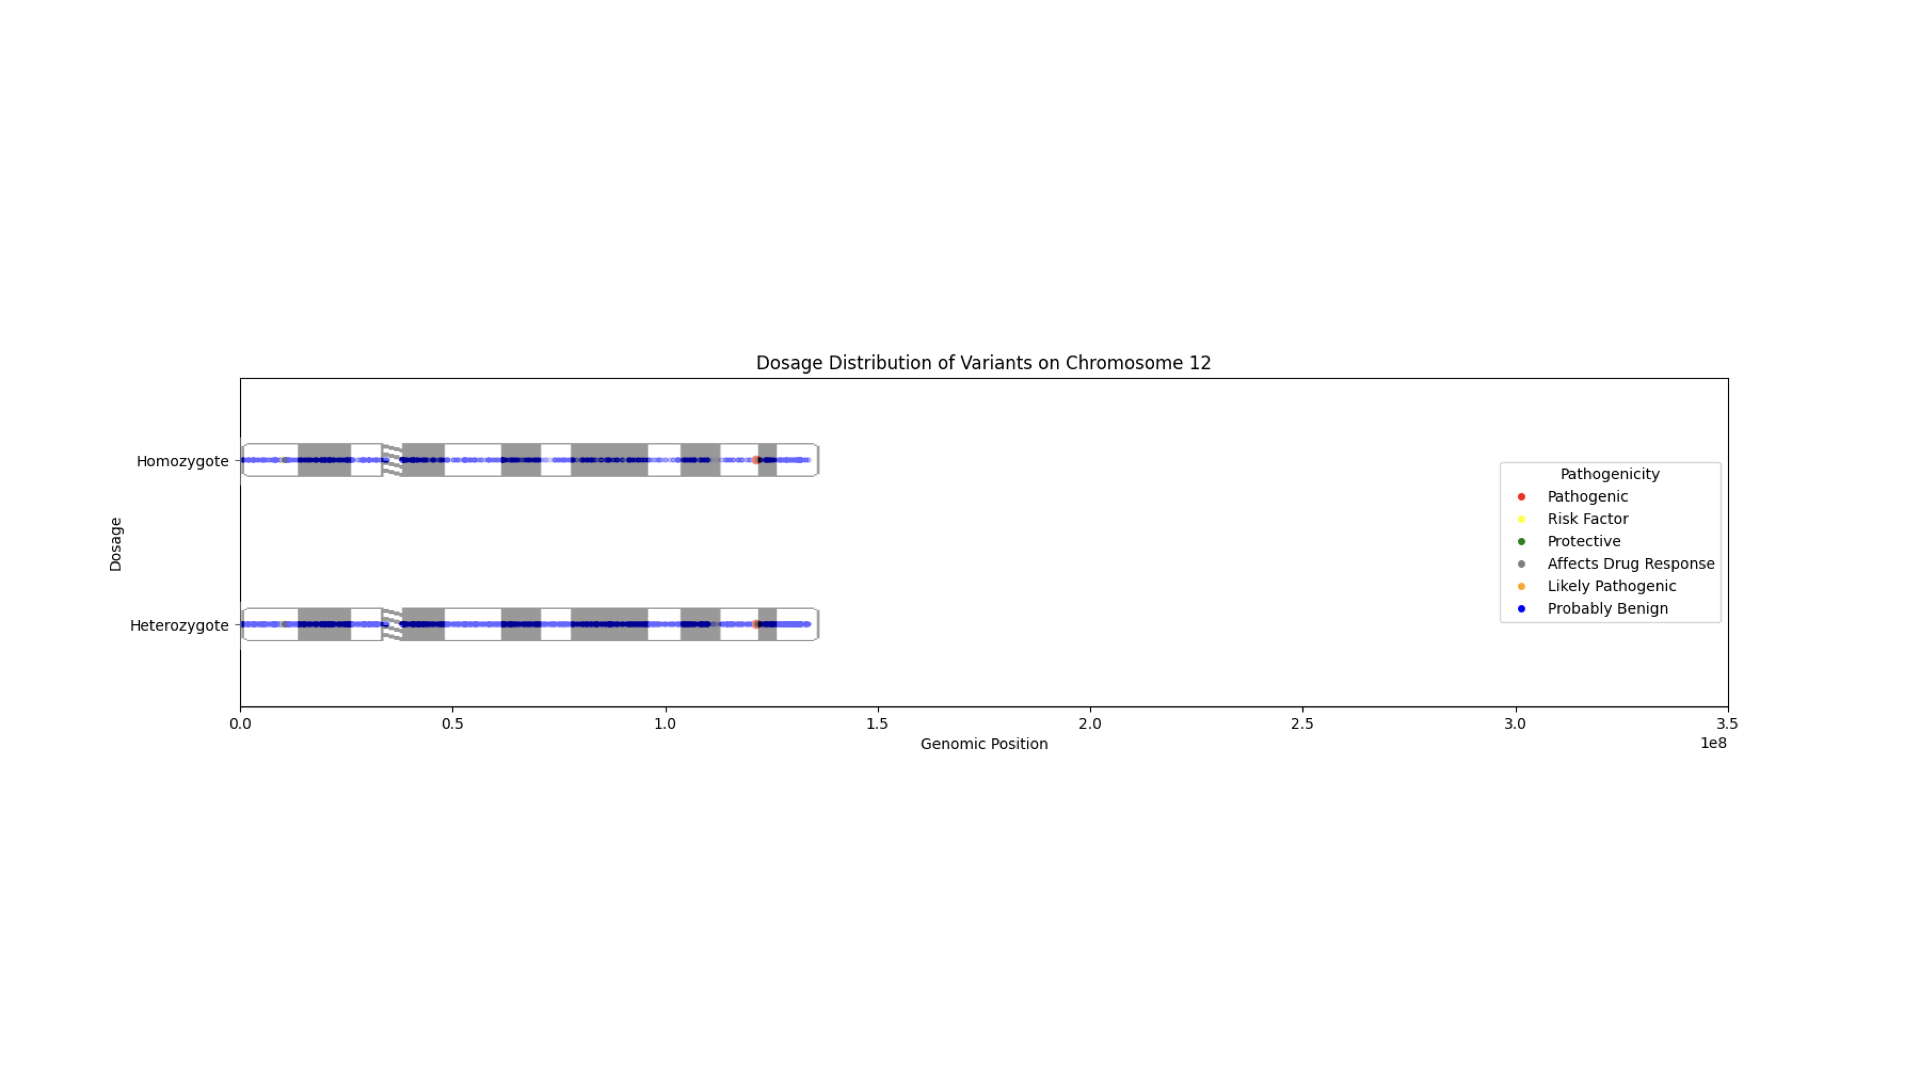 Dosage Distribution of Variants on Chromosome 12
Homozygote
Heterozygote
Dosage
Pathogenicity
Pathogenic
Risk Factor
Protective
Affects Drug Response
Likely Pathogenic
Probably Benign
0.0 0.5 1.0 1.5 2.0 2.5 3.0 3.5
1e8
Genomic Position